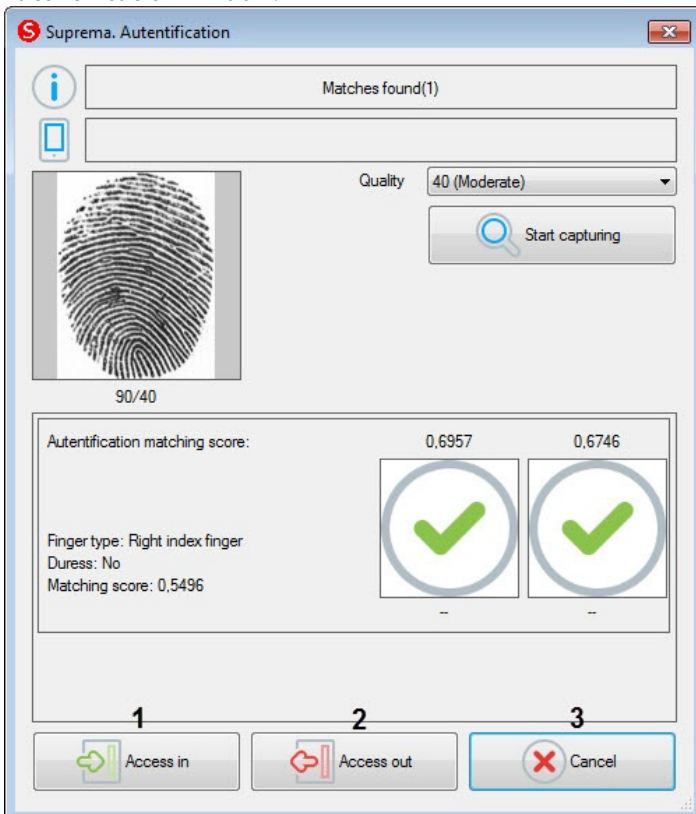 Suprema. Autentification
Matches found(1)
Quality
40 (Moderate)
Start capturing
90/40
Autentification matching score:
0,6957
0,6746
Finger type: Right index finger
Duress: No
Matching score: 0,5496
--
--
1
2
3
Access in
Access out
Cancel